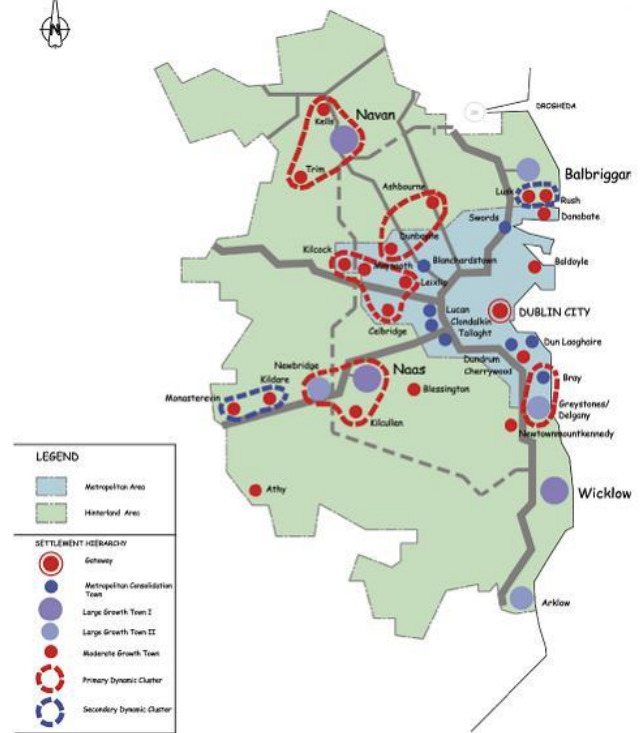 N
DROGHEDA
Navan
Kells
Trim
Balbriggan
Ashbourne
Lusk
Rush
Donabate
Swords
Dunboyne
Kilcock
Maynooth
Blanchardstown
Baldoyle
Leixlip
Lucan
DUBLIN CITY
Clondalkin
Celbridge
Tallaght
Dun Laoghaire
Dundrum
Cherrywood
Newbridge
Naas
Kildare
Bray
Monasterevin
Blessington
Greystones/
Delgany
Kilcullen
Newtownmountkennedy
Athy
Wicklow
Arklow
LEGEND
Metropolitan Area
Hinterland Area
SETTLEMENT HIERARCHY
Gateway
Metropolitan Consolidation
Town
Large Growth Town I
Large Growth Town II
Moderate Growth Town
Primary Dynamic Cluster
Secondary Dynamic Cluster